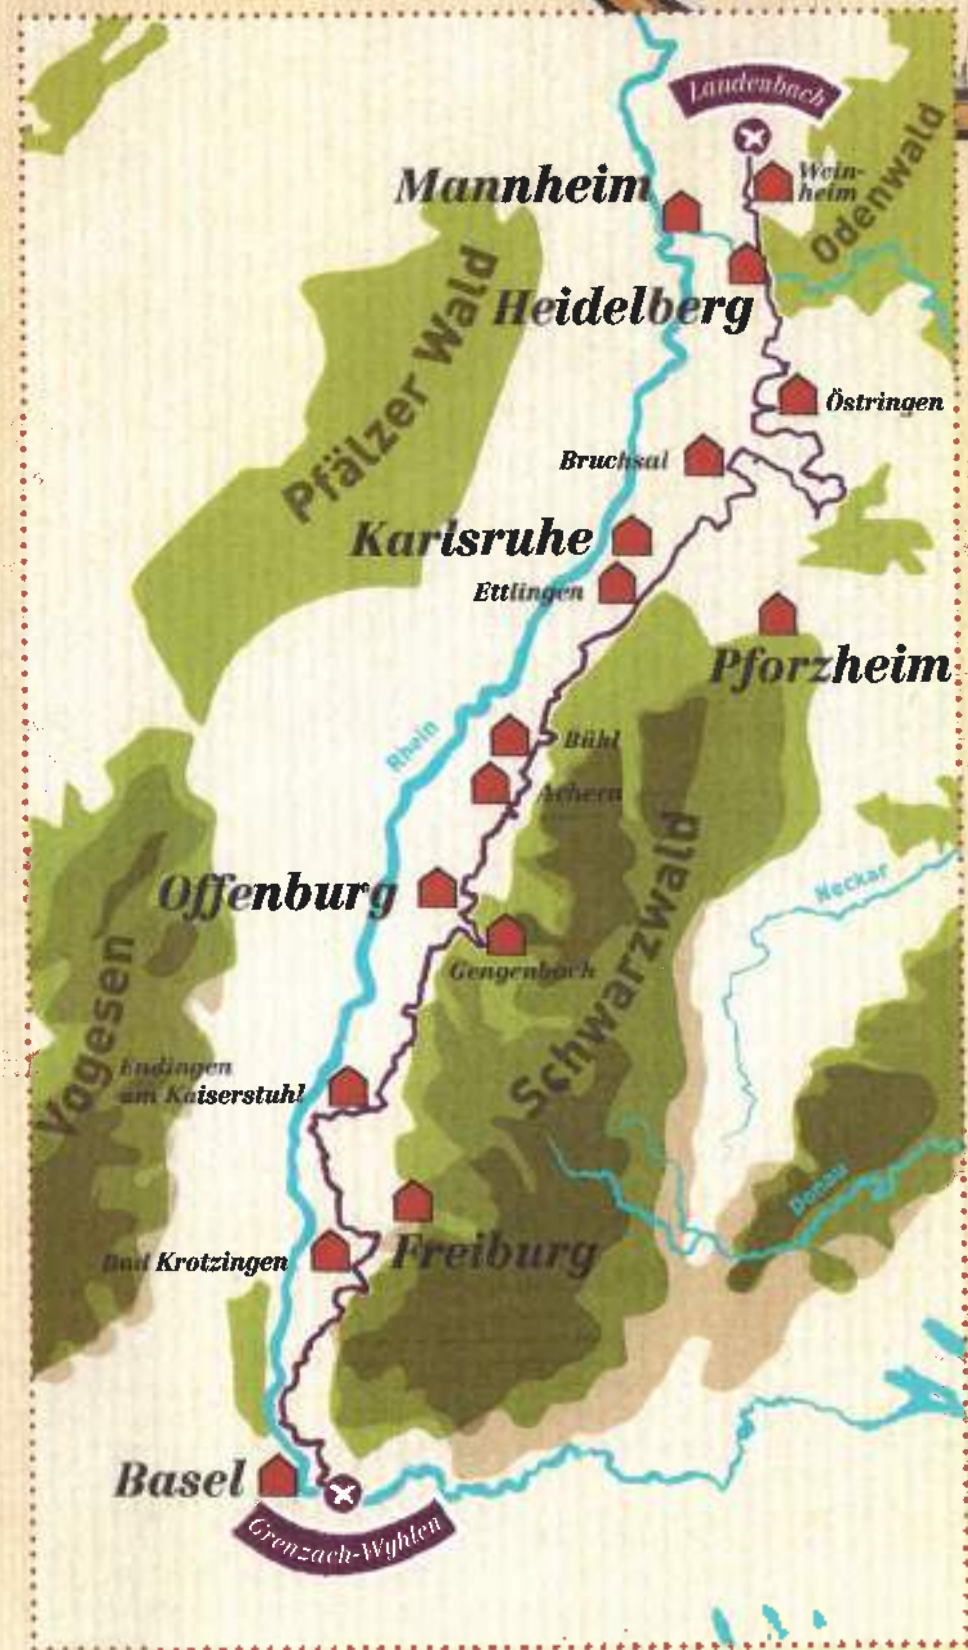 Landenbach
Wein-
heim
Odenwald
Mannheim
Pfälzer Wald
Heidelberg
Östringen
Bruchsal
Karlsruhe
Ettlingen
Pforzheim
Rhein
Bühl
Achern
Schwarzwald
Neckar
Offenburg
Gengenbach
Vogesen
Endingen
am Kaiserstuhl
Donau
Freiburg
Bad Krotzingen
Basel
Grenzach-Wyhlen